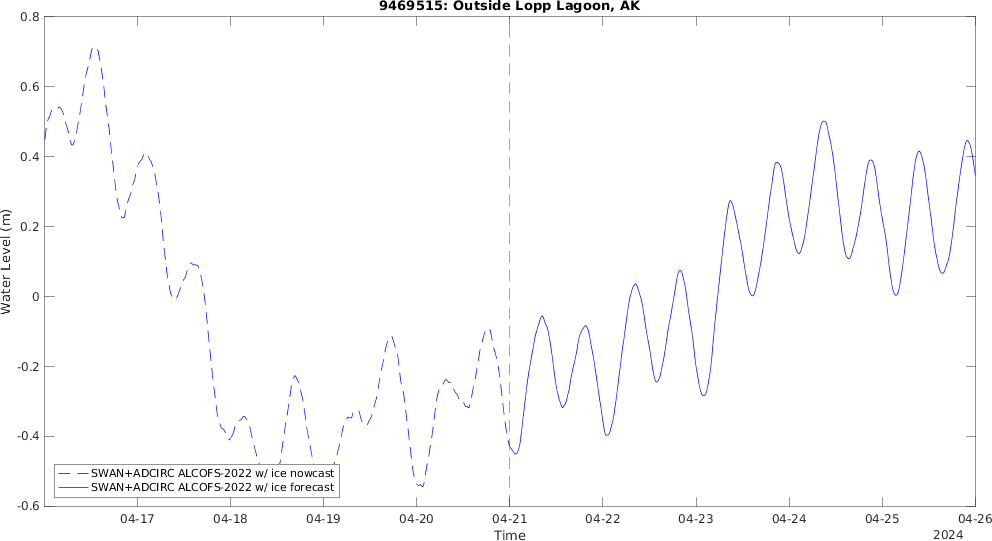 9469515: Outside Lopp Lagoon, AK
0.8
0.6
0.4
0.2
0
-0.2
-0.4
-0.6
Water Level (m)
SWAN+ADCIRC ALCOFS-2022 w/ ice nowcast
SWAN+ADCIRC ALCOFS-2022 w/ ice forecast
04-17 04-18 04-19 04-20 04-21 04-22 04-23 04-24 04-25 04-26
Time
2024